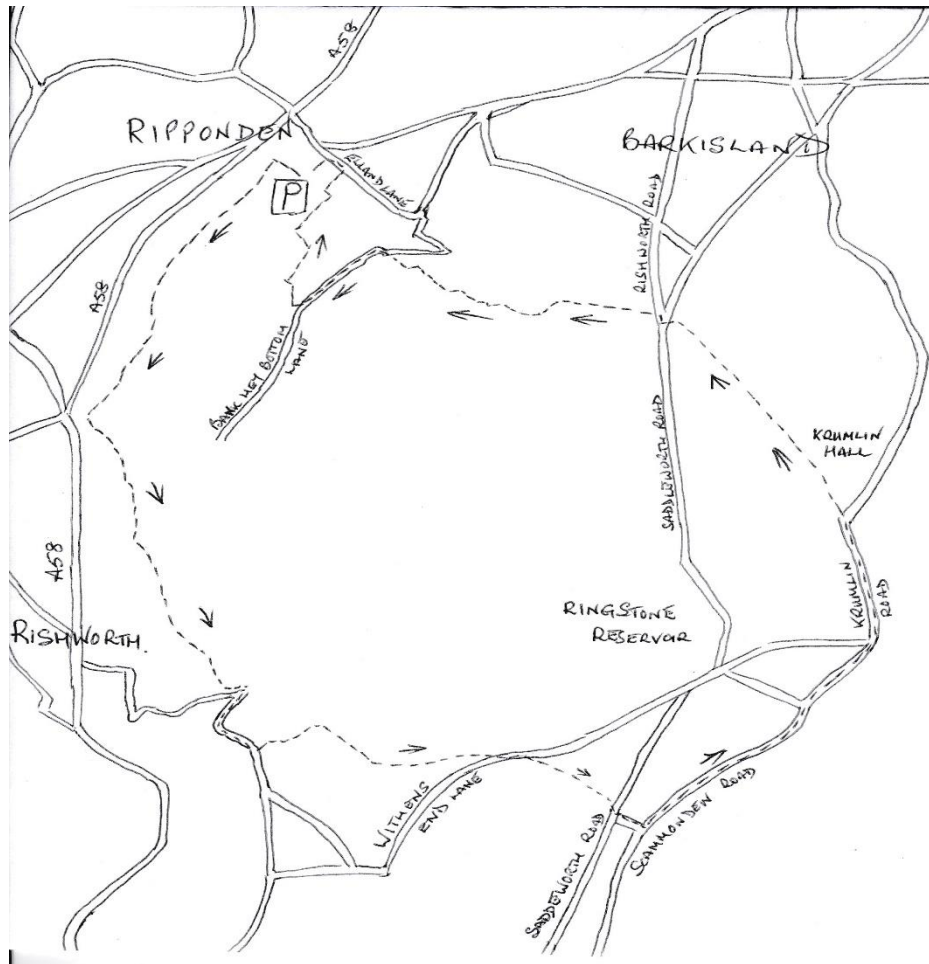 A58
RIPPONDEN
BARKISLAND
ELLAND LANE
P
RISHWORTH ROAD
A58
BANK HEY BOTTOM
LANE
SADDLEWORTH ROAD
KRUMLIN
HALL
A58
KRUMLIN
ROAD
RINGSTONE
RESERVOIR
RISHWORTH.
WITHENS
END LANE
SCAMMONDEN ROAD
SADDEWORTH ROAD